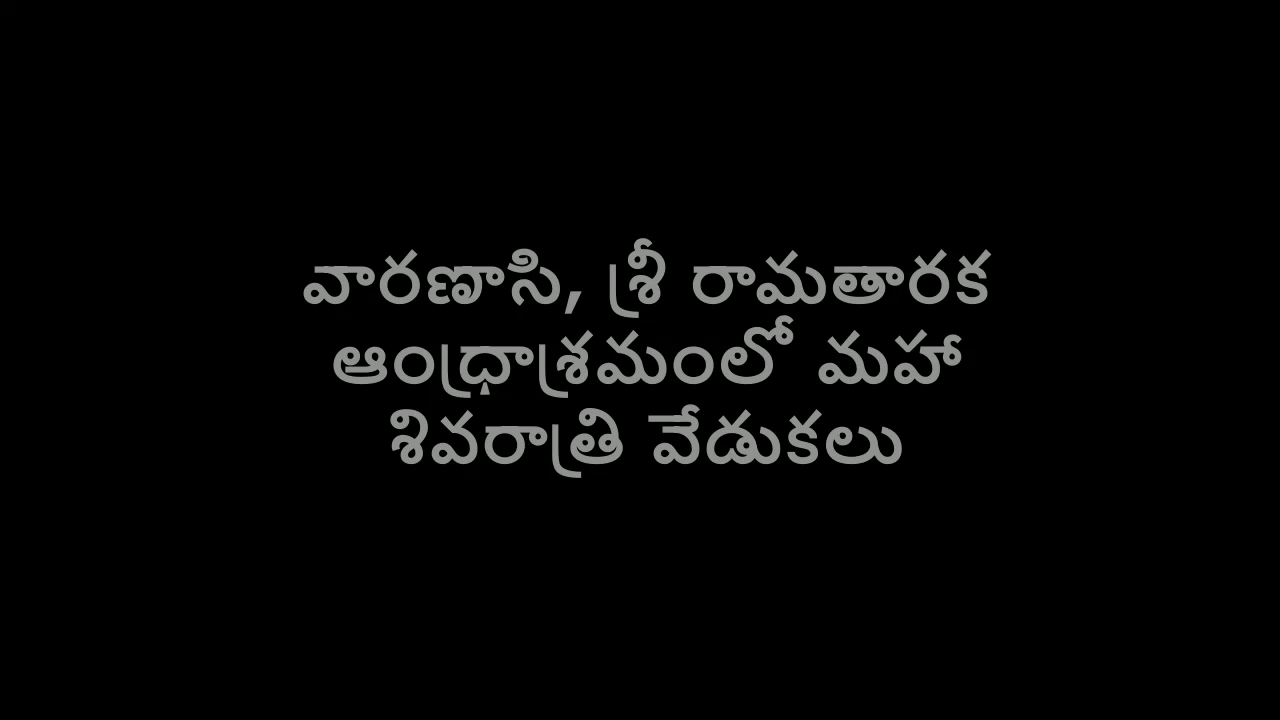 వారణాసి, శ్రీ రామతారక
ఆంధ్రాశ్రమంలో మహా
శివరాత్రి వేడుకలు